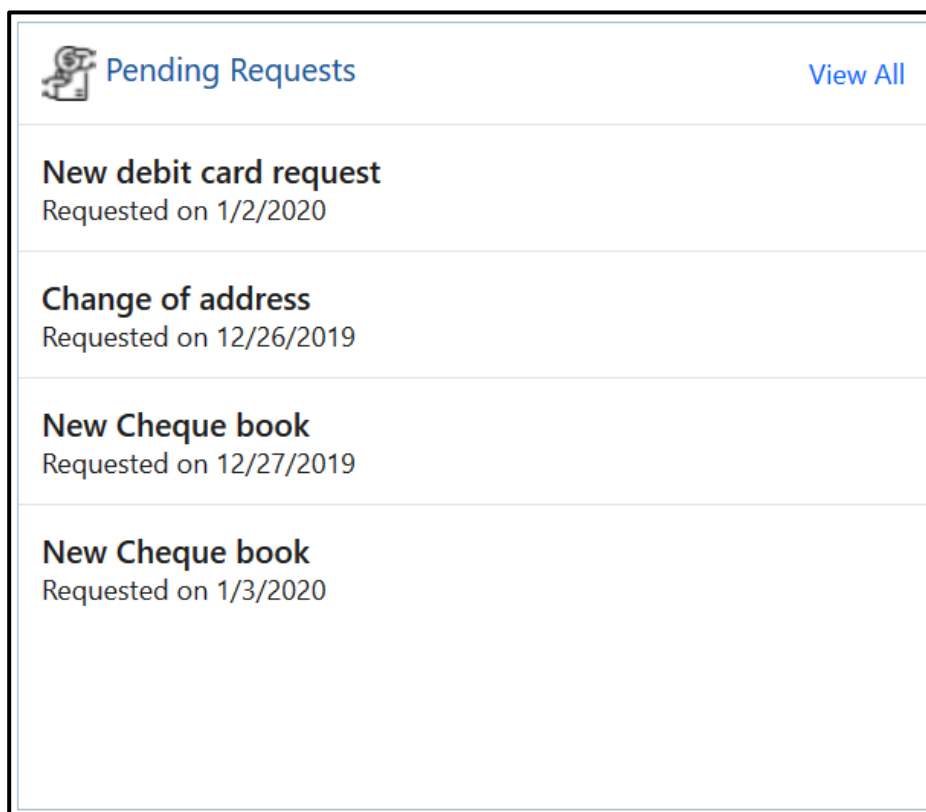 Pending Requests
View All
New debit card request
Requested on 1/2/2020
Change of address
Requested on 12/26/2019
New Cheque book
Requested on 12/27/2019
New Cheque book
Requested on 1/3/2020